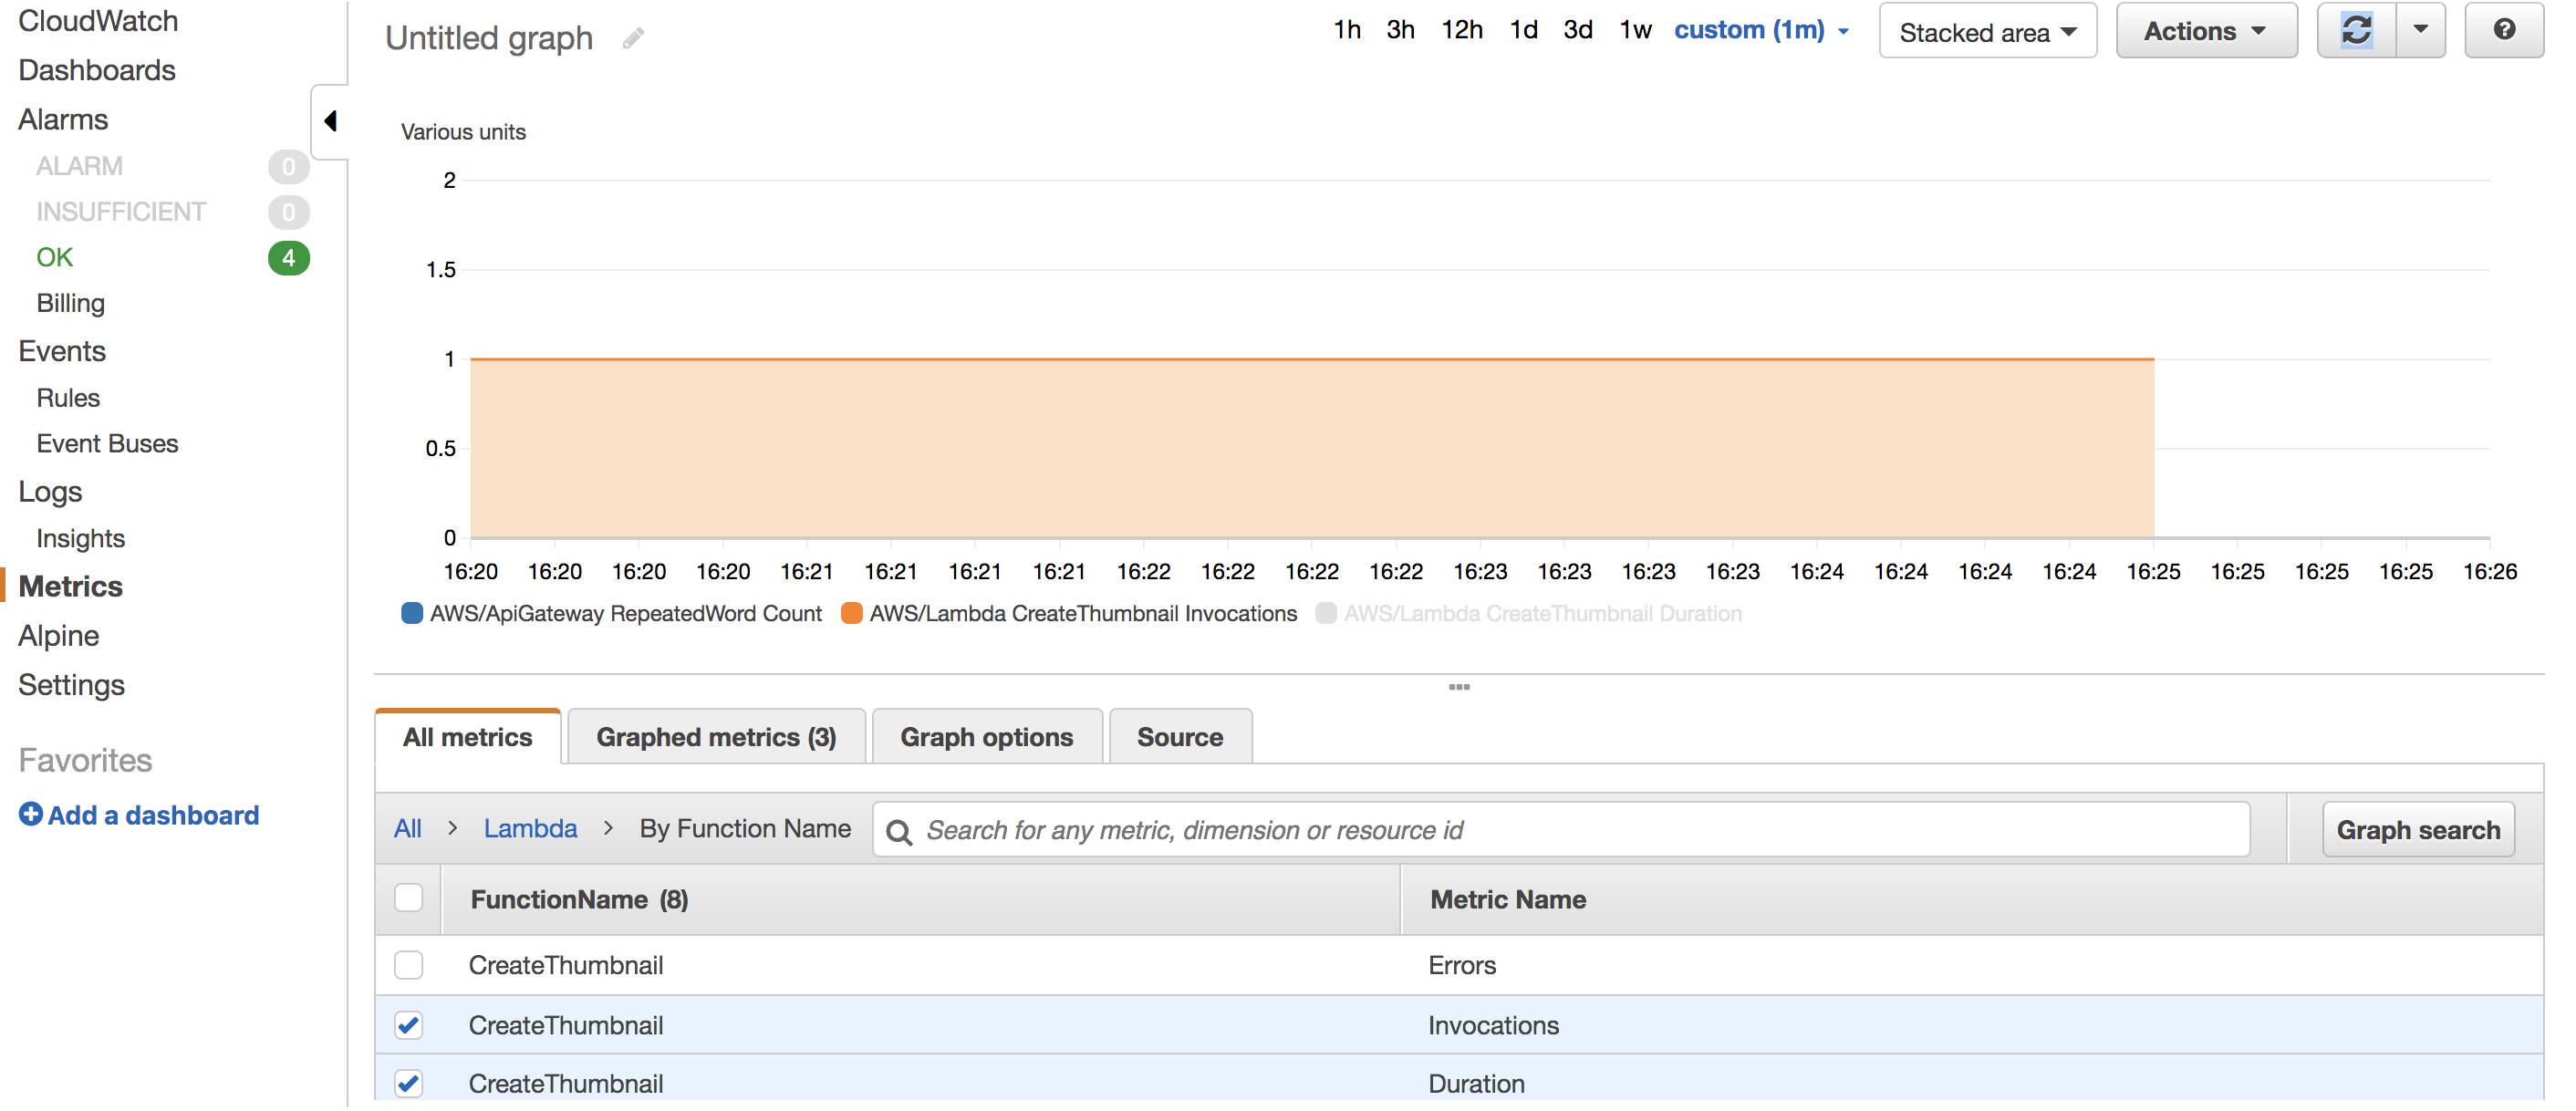 CloudWatch
Dashboards
Alarms
ALARM 0
INSUFFICIENT 0
OK 4
Billing
Events
Rules
Event Buses
Logs
Insights
Metrics
Alpine
Settings
Favorites
Add a dashboard
Untitled graph
1h 3h 12h 1d 3d 1w custom (1m) Stacked area Actions ?
Various units
2
1.5
1
0.5
0
16:20 16:20 16:20 16:20 16:21 16:21 16:21 16:21 16:22 16:22 16:22 16:22 16:23 16:23 16:23 16:23 16:24 16:24 16:24 16:24 16:25 16:25 16:25 16:25 16:26
AWS/ApiGateway RepeatedWord Count AWS/Lambda CreateThumbnail Invocations AWS/Lambda CreateThumbnail Duration
All metrics Graphed metrics (3) Graph options Source
All > Lambda > By Function Name Search for any metric, dimension or resource id Graph search
FunctionName (8) Metric Name
CreateThumbnail Errors
CreateThumbnail Invocations
CreateThumbnail Duration